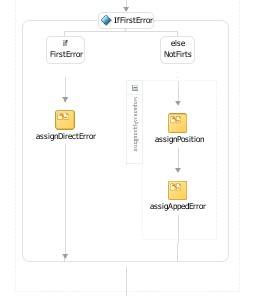 IfFirstError
if
FirstError
else
NotFirts
assignDirectError
assignPosition
assigAppedError